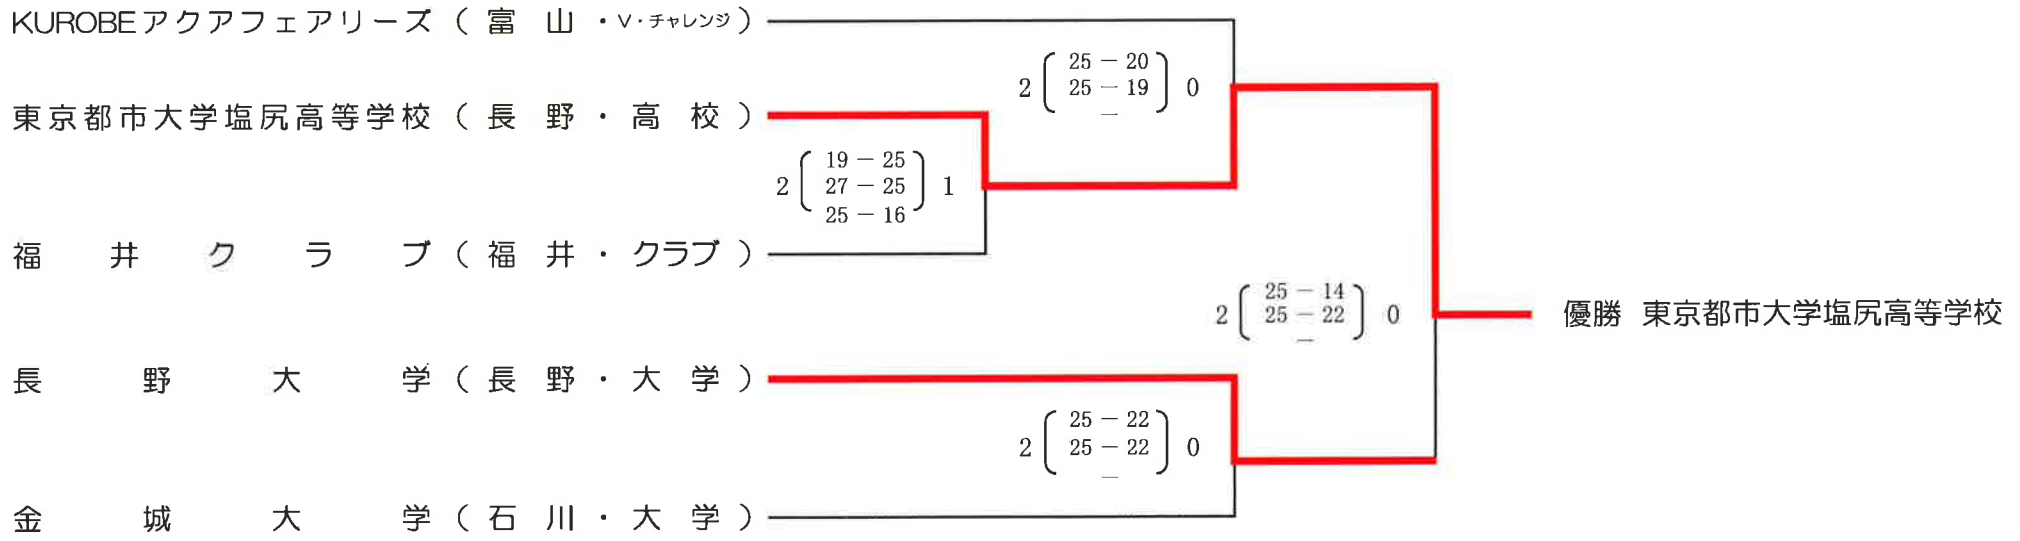 KUROBEアクアフェアリーズ（富山・V・チャレンジ）
25 － 20
2 25 － 19 0
－
東京都市大学塩尻高等学校（長野・高校）
19 － 25
2 27 － 25 1
25 － 16
福井クラブ（福井・クラブ）
25 － 14
2 25 － 22 0
－
優勝 東京都市大学塩尻高等学校
長野大学（長野・大学）
25 － 22
2 25 － 22 0
－
金城大学（石川・大学）